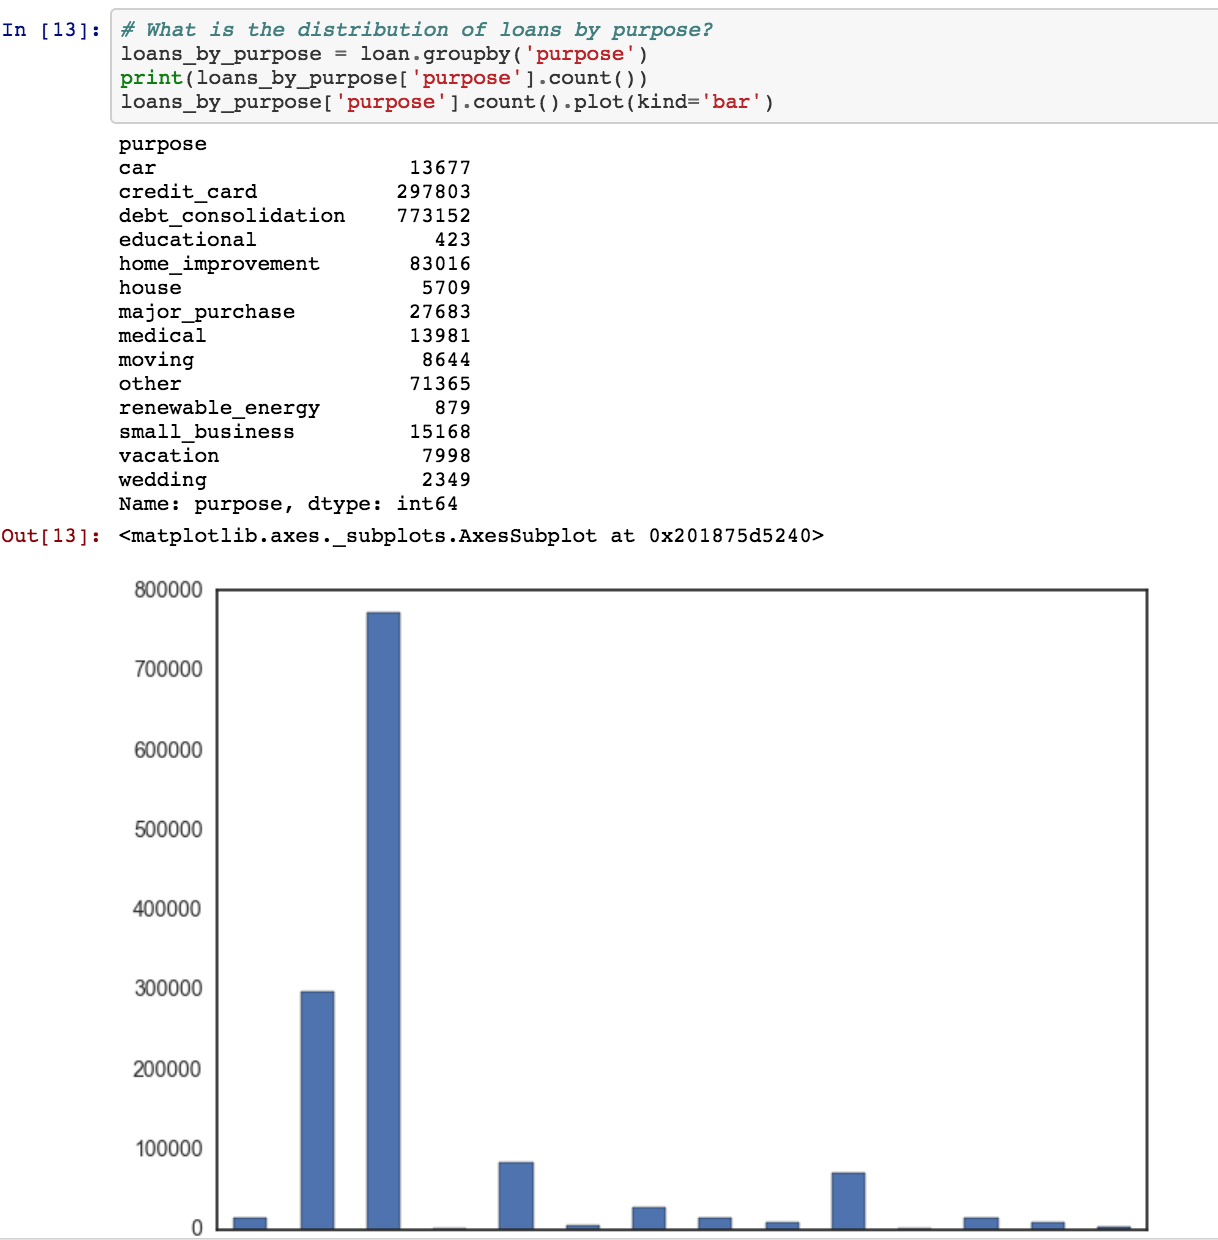 In [13]: # What is the distribution of loans by purpose?
loans_by_purpose = loan.groupby('purpose')
print(loans_by_purpose['purpose'].count())
loans_by_purpose['purpose'].count().plot(kind='bar')
purpose
car 13677
credit_card 297803
debt_consolidation 773152
educational 423
home_improvement 83016
house 5709
major_purchase 27683
medical 13981
moving 8644
other 71365
renewable_energy 879
small_business 15168
vacation 7998
wedding 2349
Name: purpose, dtype: int64
Out[13]: <matplotlib.axes._subplots.AxesSubplot at 0x201875d5240>
800000
700000
600000
500000
400000
300000
200000
100000
0